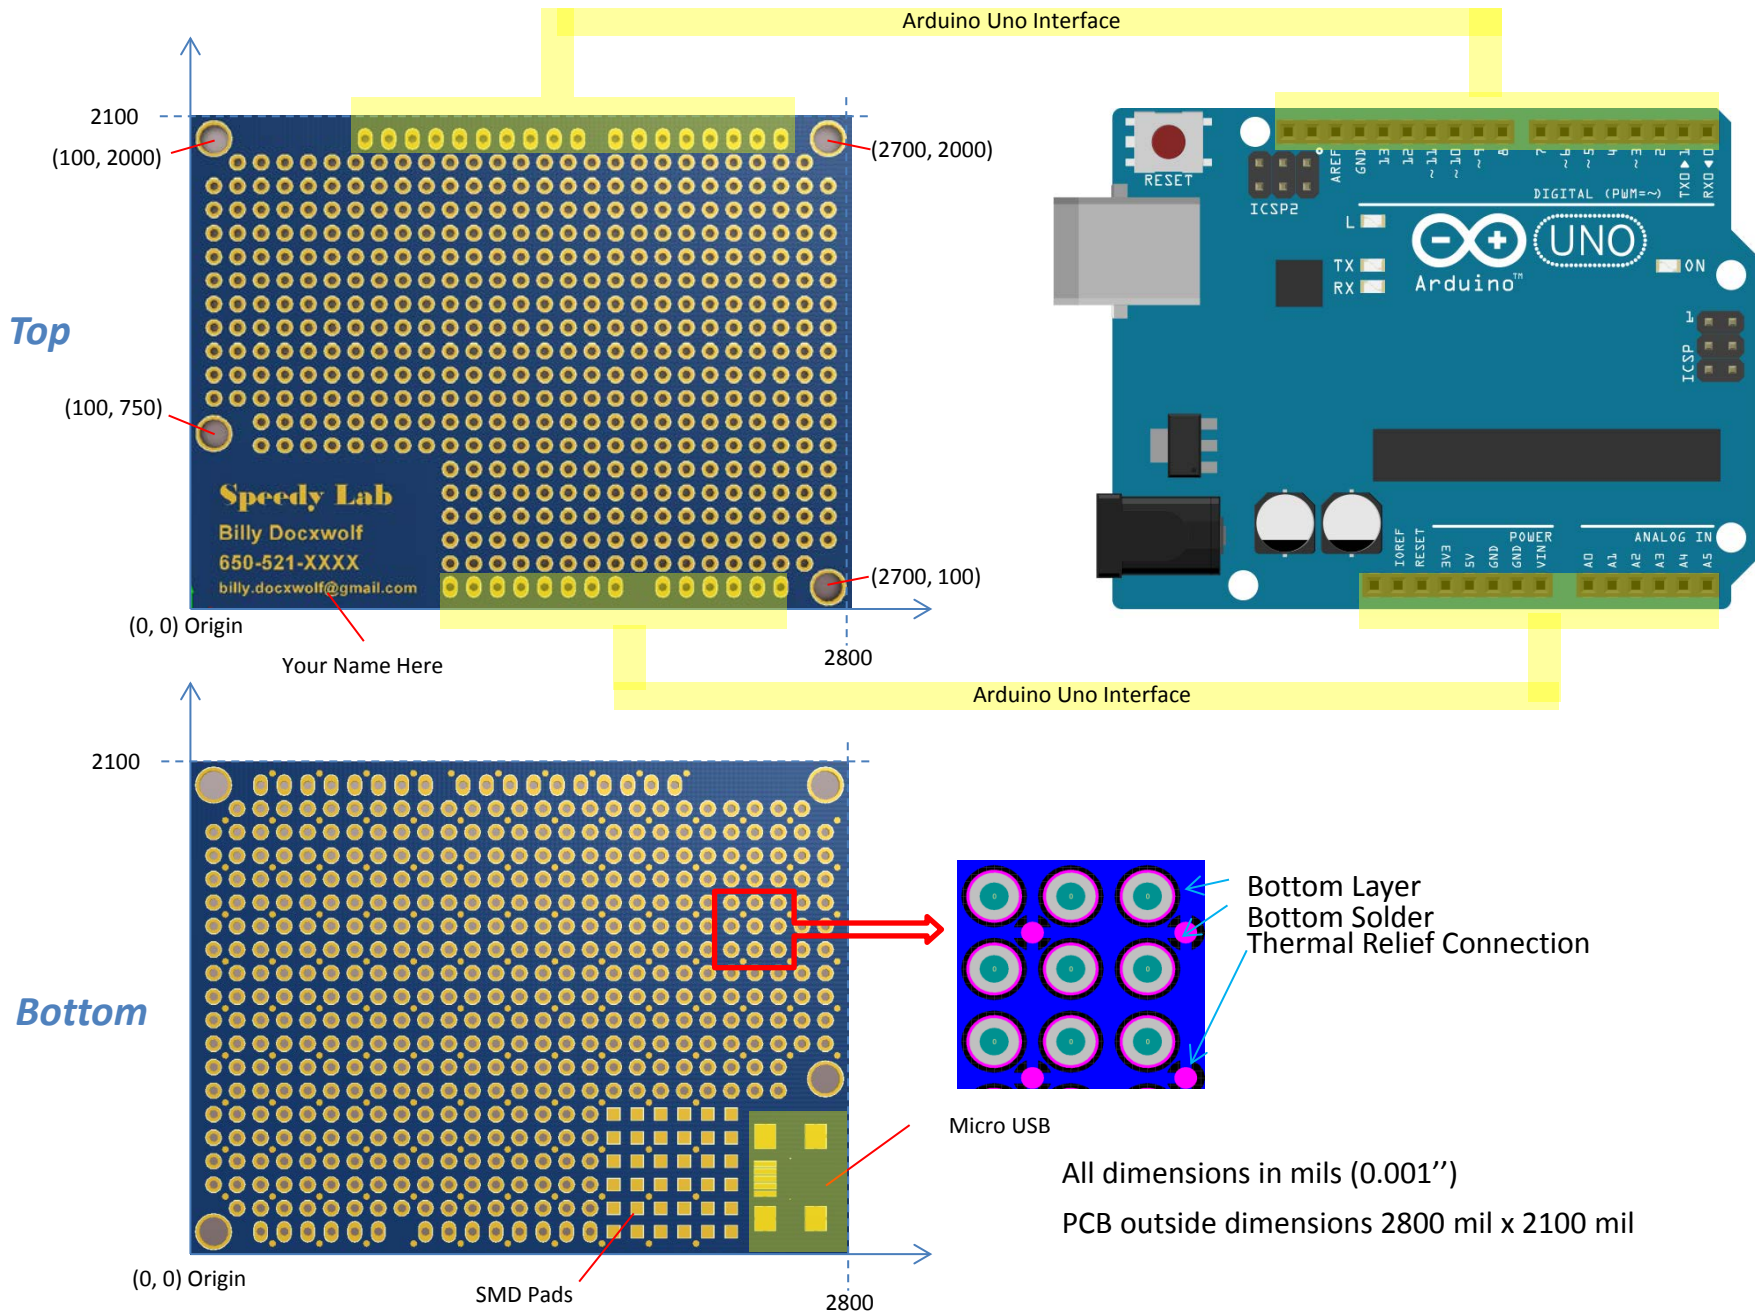 Arduino Uno Interface
2100
(100, 2000)
(2700, 2000)
Top
(100, 750)
Speedy Lab
Billy Docxwolf
650-521-XXXX
billy.docxwolf@gmail.com
(2700, 100)
(0, 0) Origin
Your Name Here
2800
RESET
ICSP2
AREF
GND
13
12
~11
~10
~9
8
7
~6
~5
4
~3
2
TX0▶1
RX0◀0
DIGITAL (PWM=~)
L
TX
RX
UNO
Arduino™
ON
1
ICSP
IOREF
RESET
3V3
5V
GND
GND
VIN
POWER
ANALOG IN
A0
A1
A2
A3
A4
A5
Arduino Uno Interface
2100
Bottom
Bottom Layer
Bottom Solder
Thermal Relief Connection
Micro USB
All dimensions in mils (0.001’’)
PCB outside dimensions 2800 mil x 2100 mil
(0, 0) Origin
SMD Pads
2800